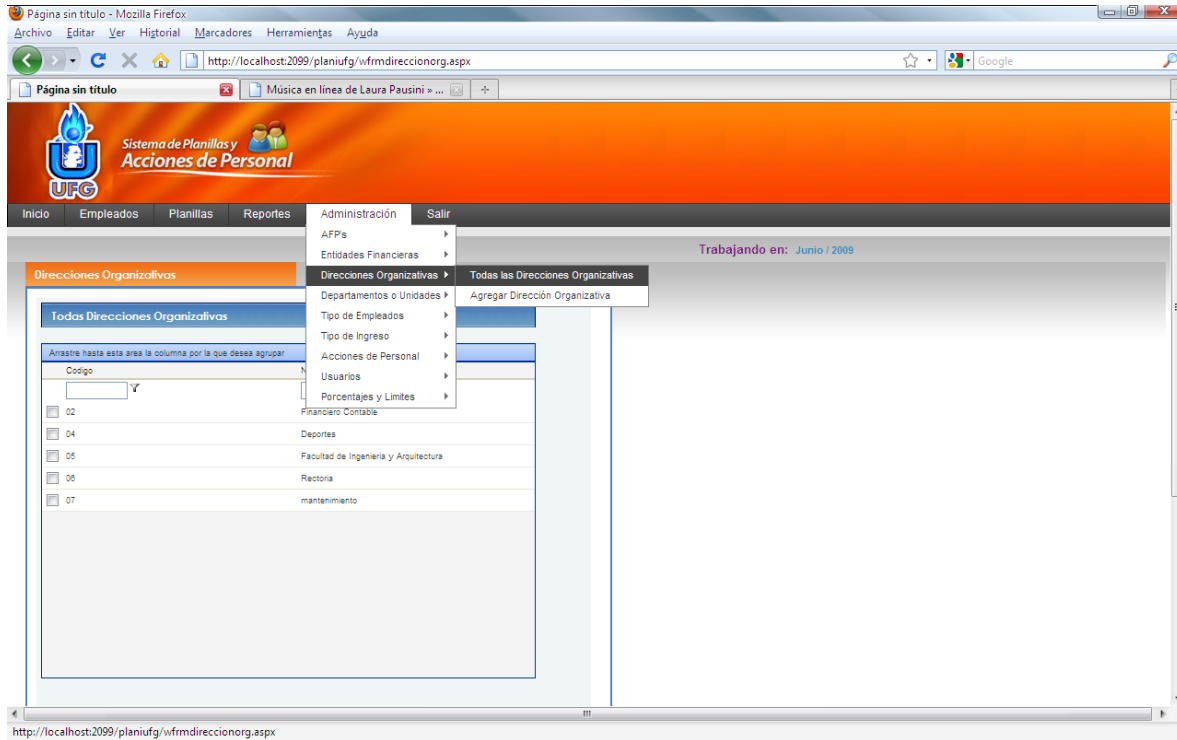 Página sin título - Mozilla Firefox
Archivo Editar Ver Historial Marcadores Herramientas Ayuda
http://localhost:2099/planiufg/wfrmdireccionorg.aspx
Google
Página sin título
Música en línea de Laura Pausini » ...
UFG
Sistema de Planillas y
Acciones de Personal
Inicio Empleados Planillas Reportes Administración Salir
Trabajando en: Junio / 2009
AFP's
Entidades Financieras
Direcciones Organizativas
Departamentos o Unidades
Tipo de Empleados
Tipo de Ingreso
Acciones de Personal
Usuarios
Porcentajes y Limites
Todas las Direcciones Organizativas
Agregar Dirección Organizativa
Direcciones Organizativas
Todas Direcciones Organizativas
Arrastre hasta esta area la columna por la que desea agrupar
Codigo
02 Financiero Contable
04 Deportes
05 Facultad de Ingenieria y Arquitectura
06 Rectoria
07 mantenimiento
http://localhost:2099/planiufg/wfrmdireccionorg.aspx